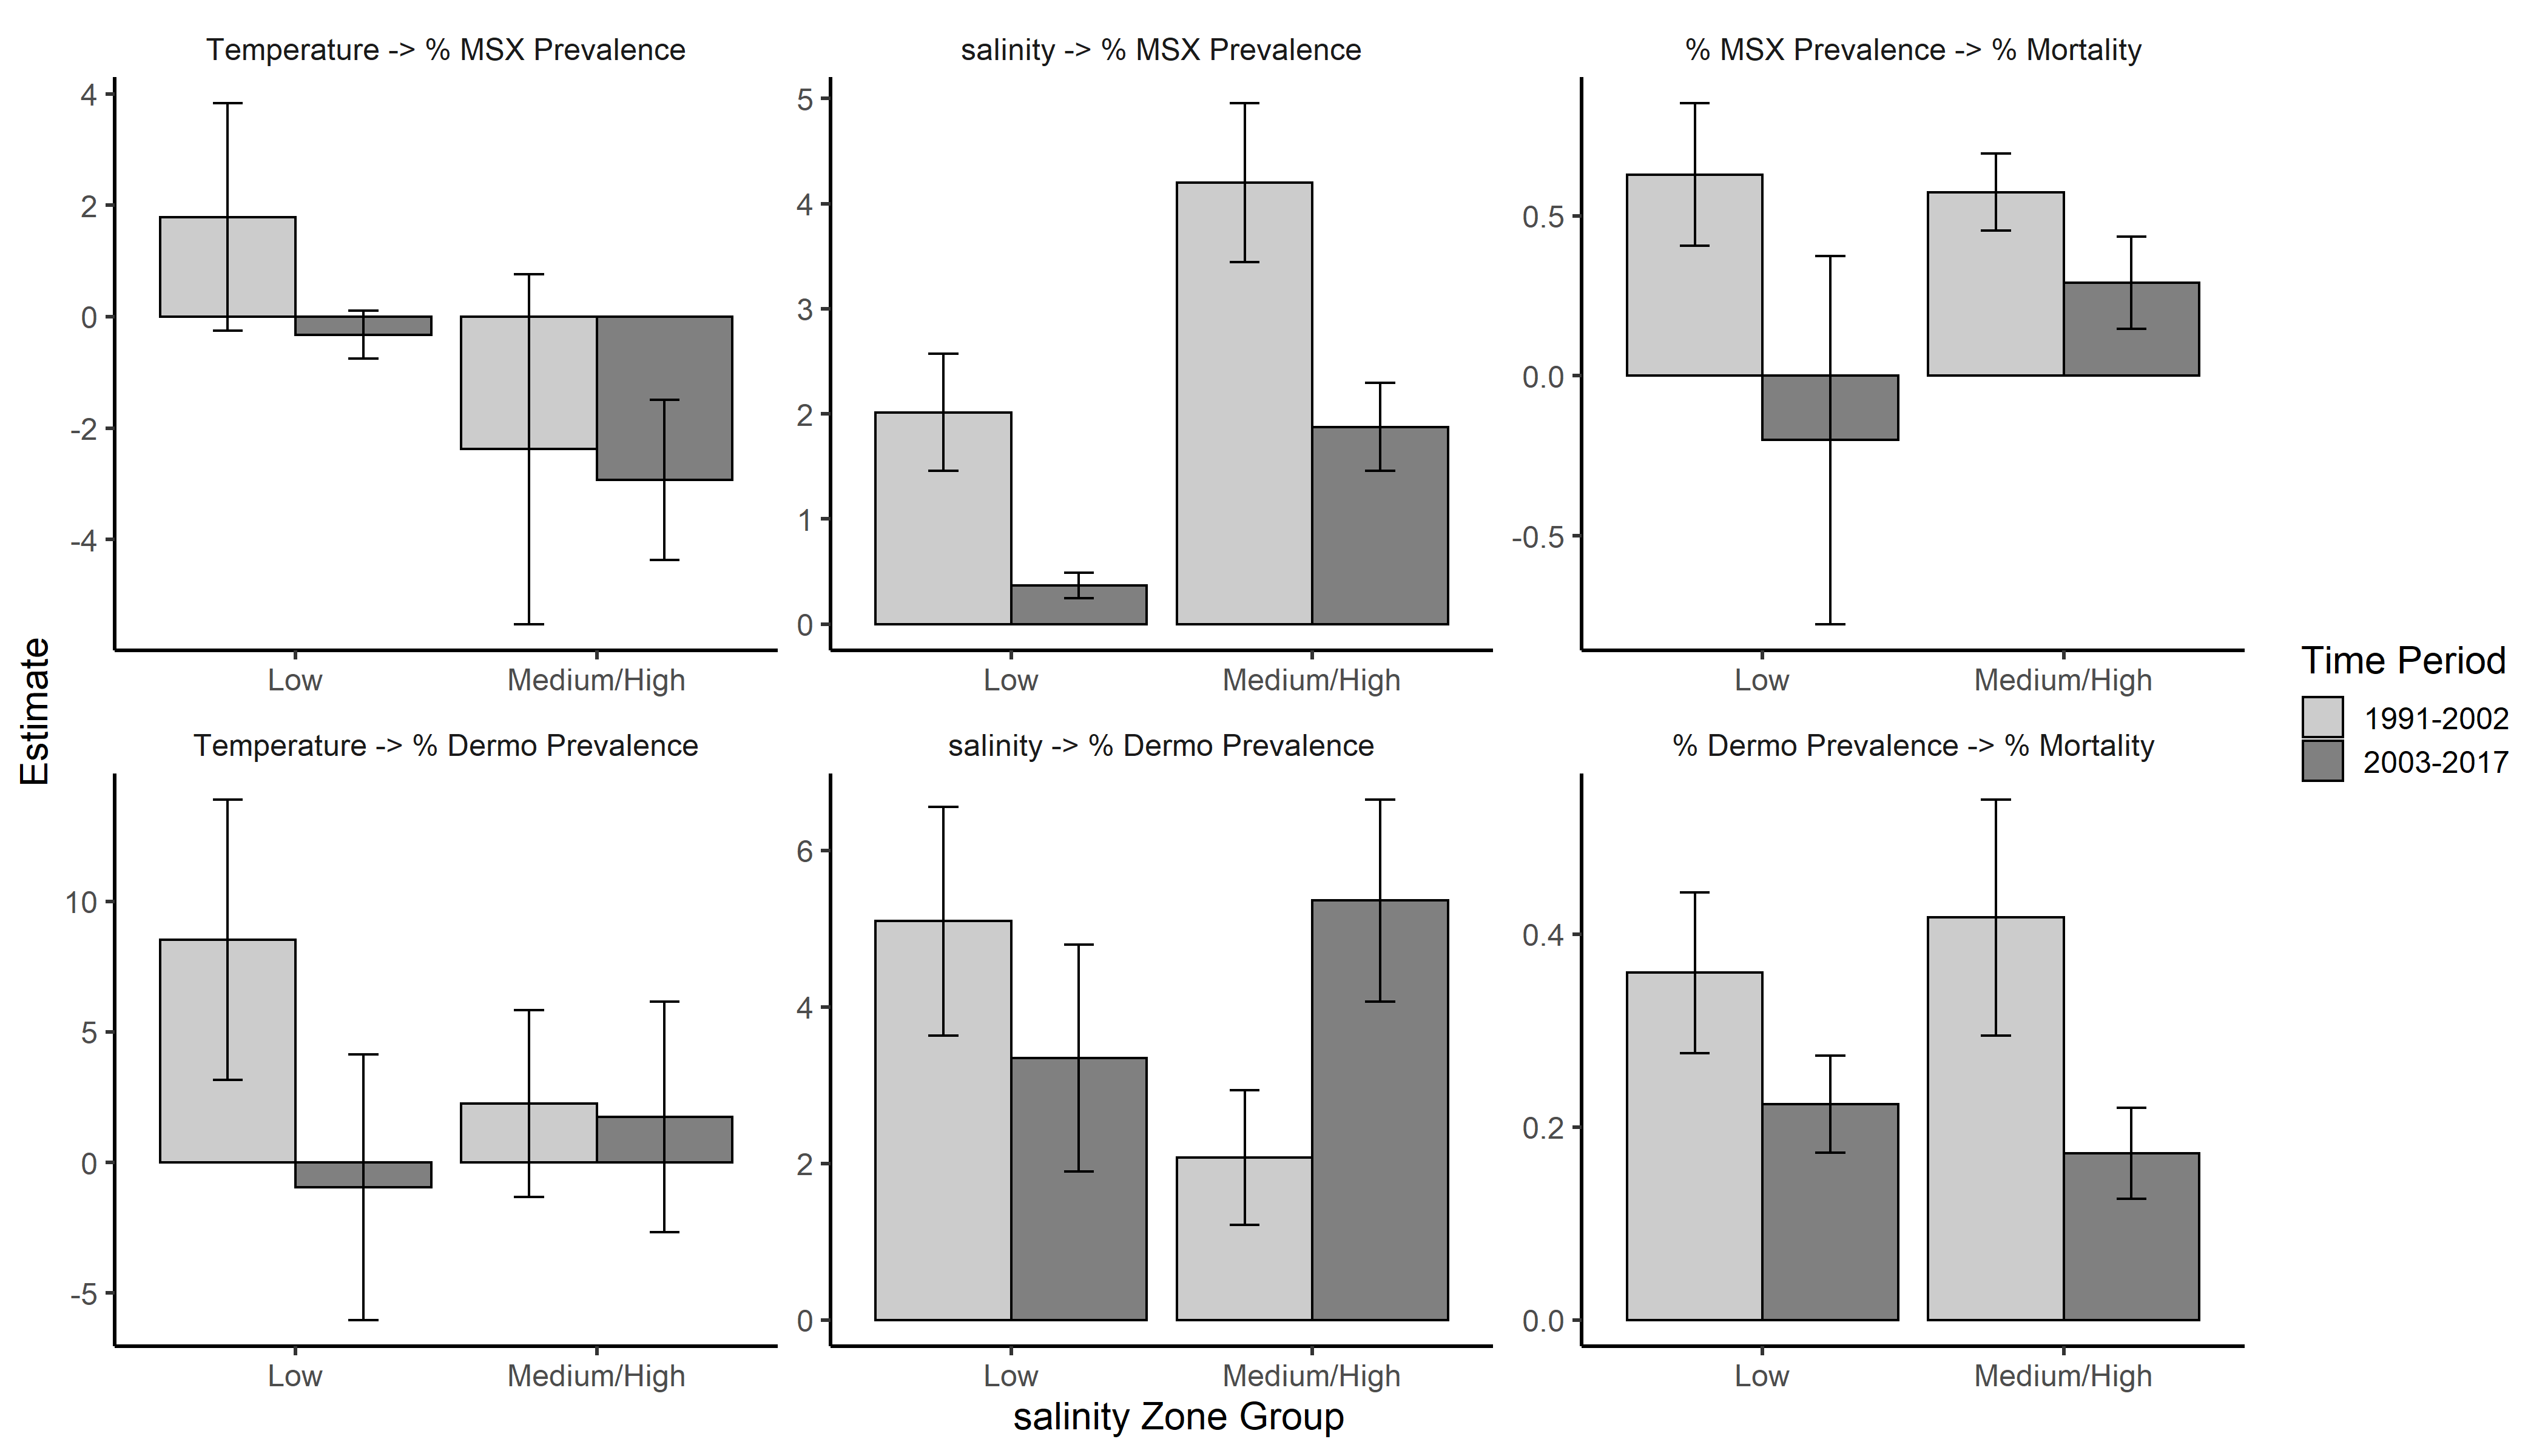 Temperature -> % MSX Prevalence
salinity -> % MSX Prevalence
% MSX Prevalence -> % Mortality
4
2
0
-2
-4
5
4
3
2
1
0
0.5
0.0
-0.5
Low
Medium/High
Low
Medium/High
Low
Medium/High
Temperature -> % Dermo Prevalence
salinity -> % Dermo Prevalence
% Dermo Prevalence -> % Mortality
10
5
0
-5
6
4
2
0
0.4
0.2
0.0
Low
Medium/High
Low
Medium/High
Low
Medium/High
Estimate
salinity Zone Group
Time Period
1991-2002
2003-2017